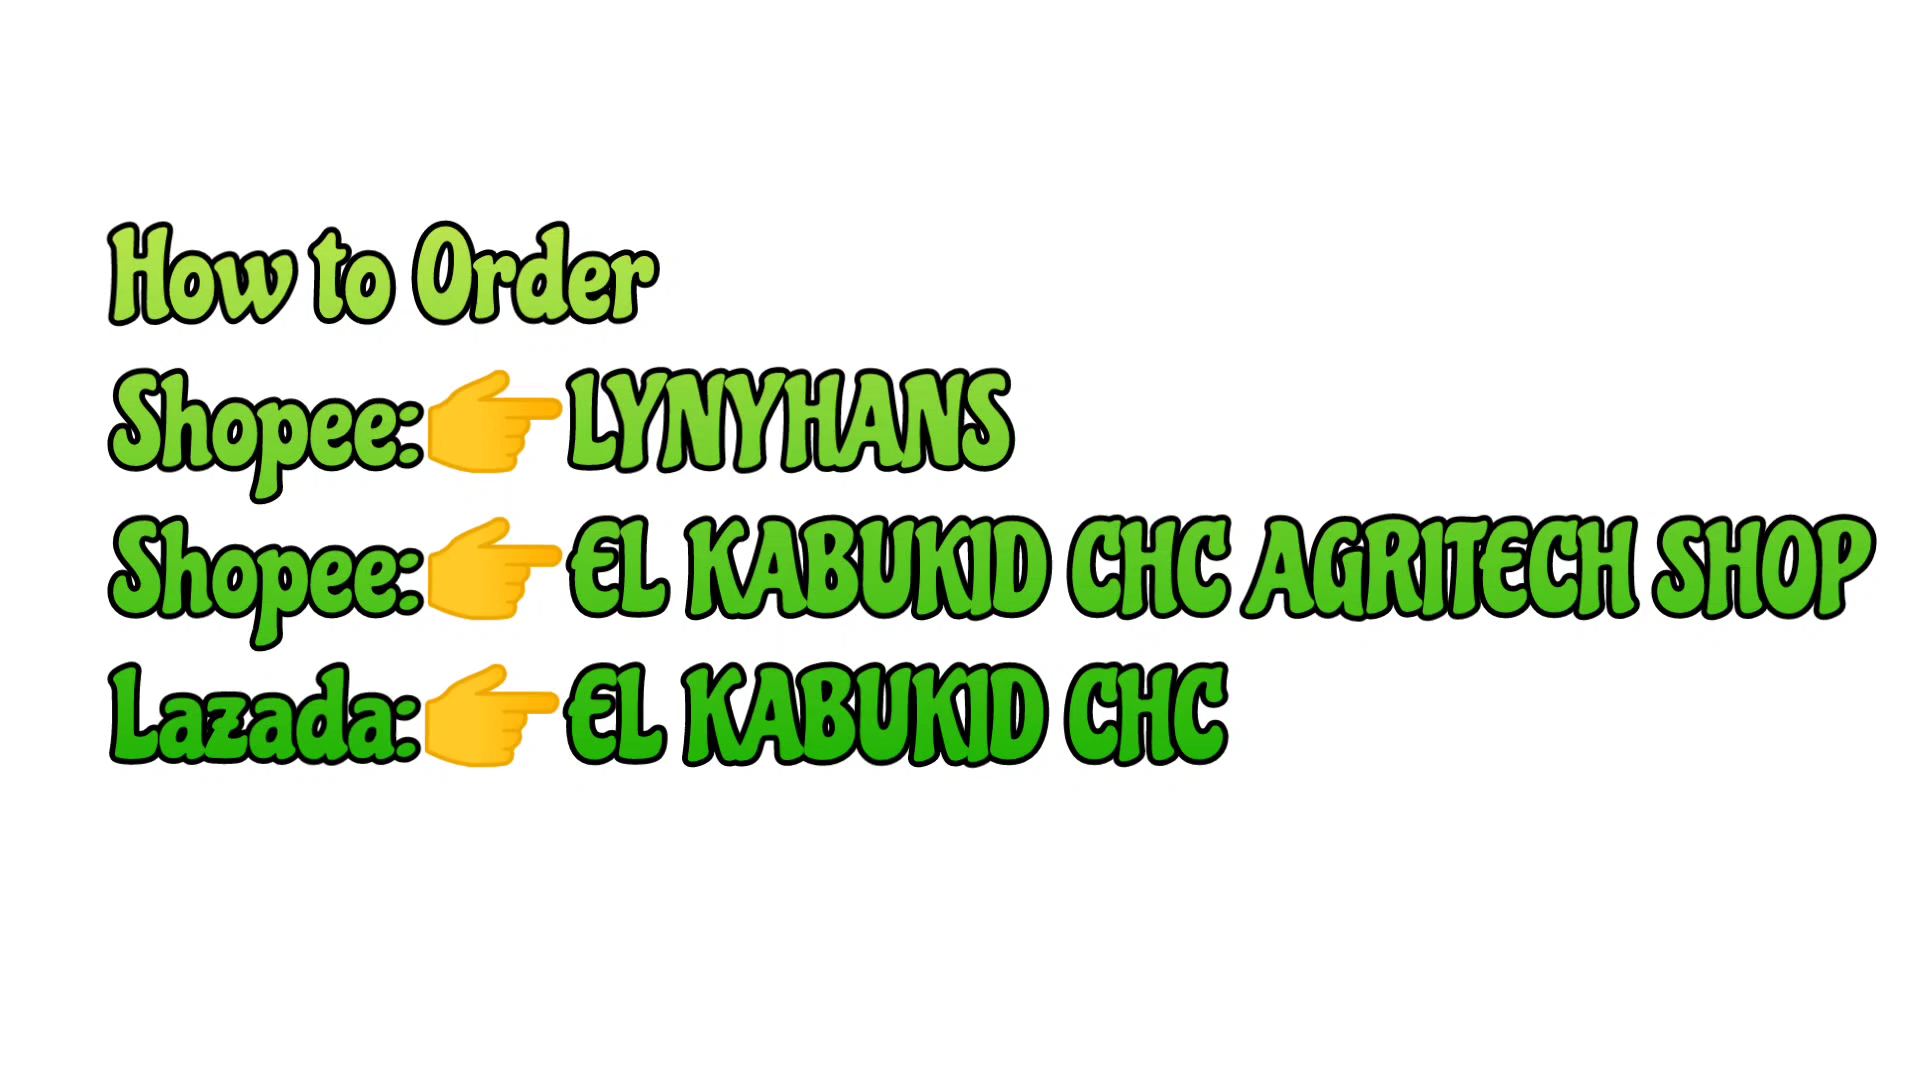 How to Order
Shopee:👉LYNYHANS
Shopee:👉EL KABUKID CHC AGRITECH SHOP
Lazada:👉EL KABUKID CHC